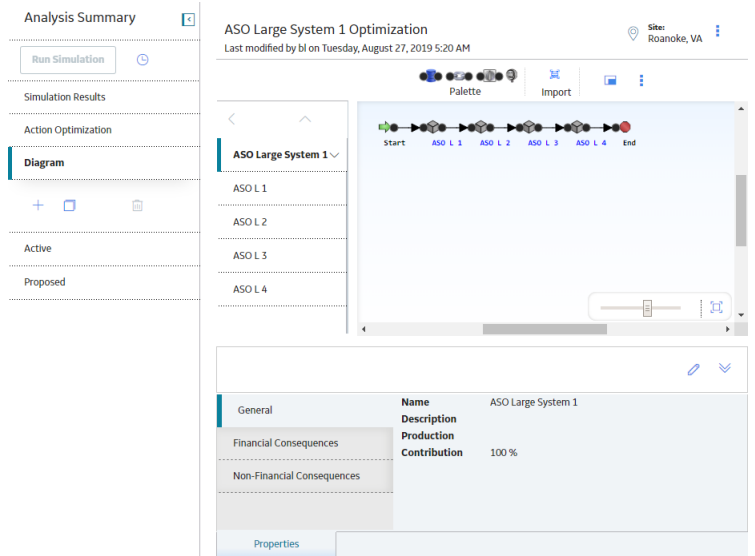 Analysis Summary
Run Simulation
Simulation Results
Action Optimization
Diagram
Active
Proposed
ASO Large System 1 Optimization
Last modified by bl on Tuesday, August 27, 2019 5:20 AM
Site:
Roanoke, VA
Palette
Import
ASO Large System 1
ASO L 1
ASO L 2
ASO L 3
ASO L 4
Start ASO L 1 ASO L 2 ASO L 3 ASO L 4 End
General
Financial Consequences
Non-Financial Consequences
Name ASO Large System 1
Description
Production
Contribution 100 %
Properties